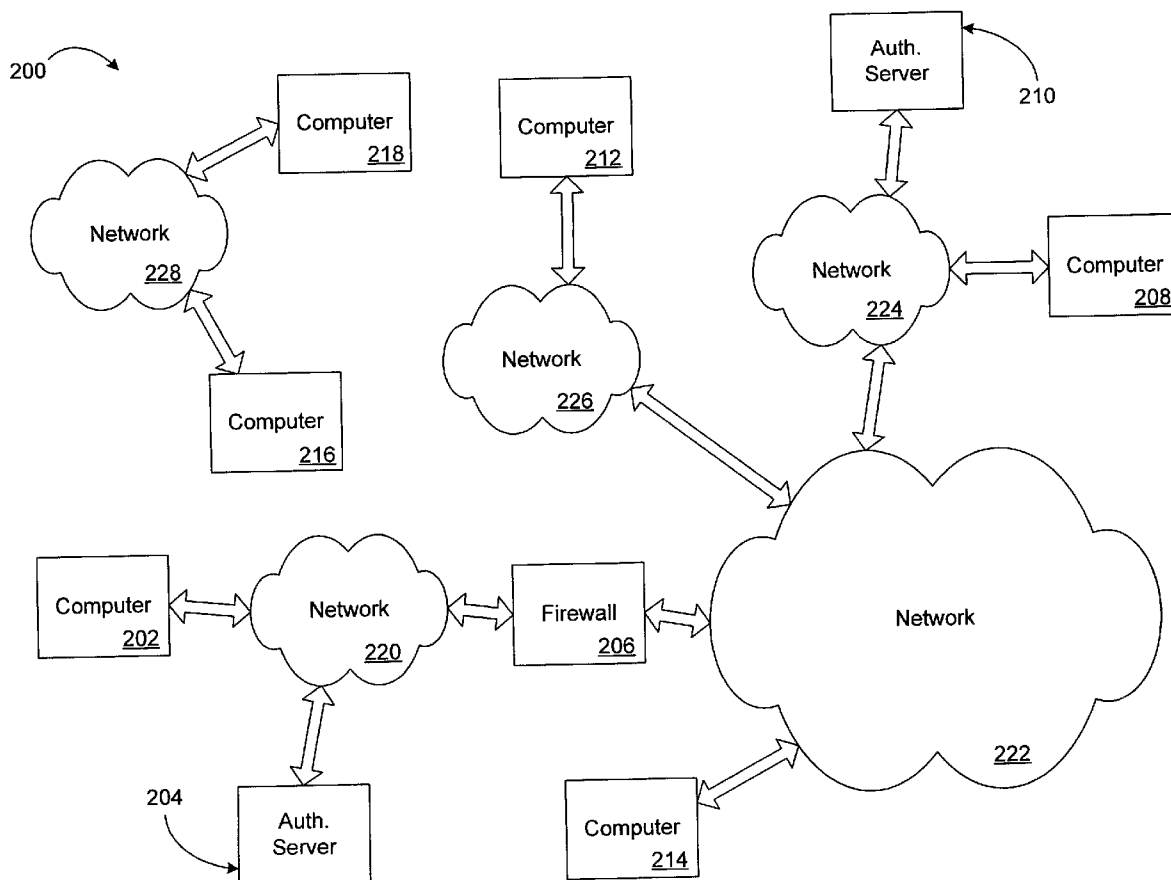 200
Computer
218
Network
228
Computer
216
Computer
212
Network
226
Auth.
Server
210
Network
224
Computer
208
Computer
202
Network
220
Firewall
206
Network
222
204
Auth.
Server
Computer
214